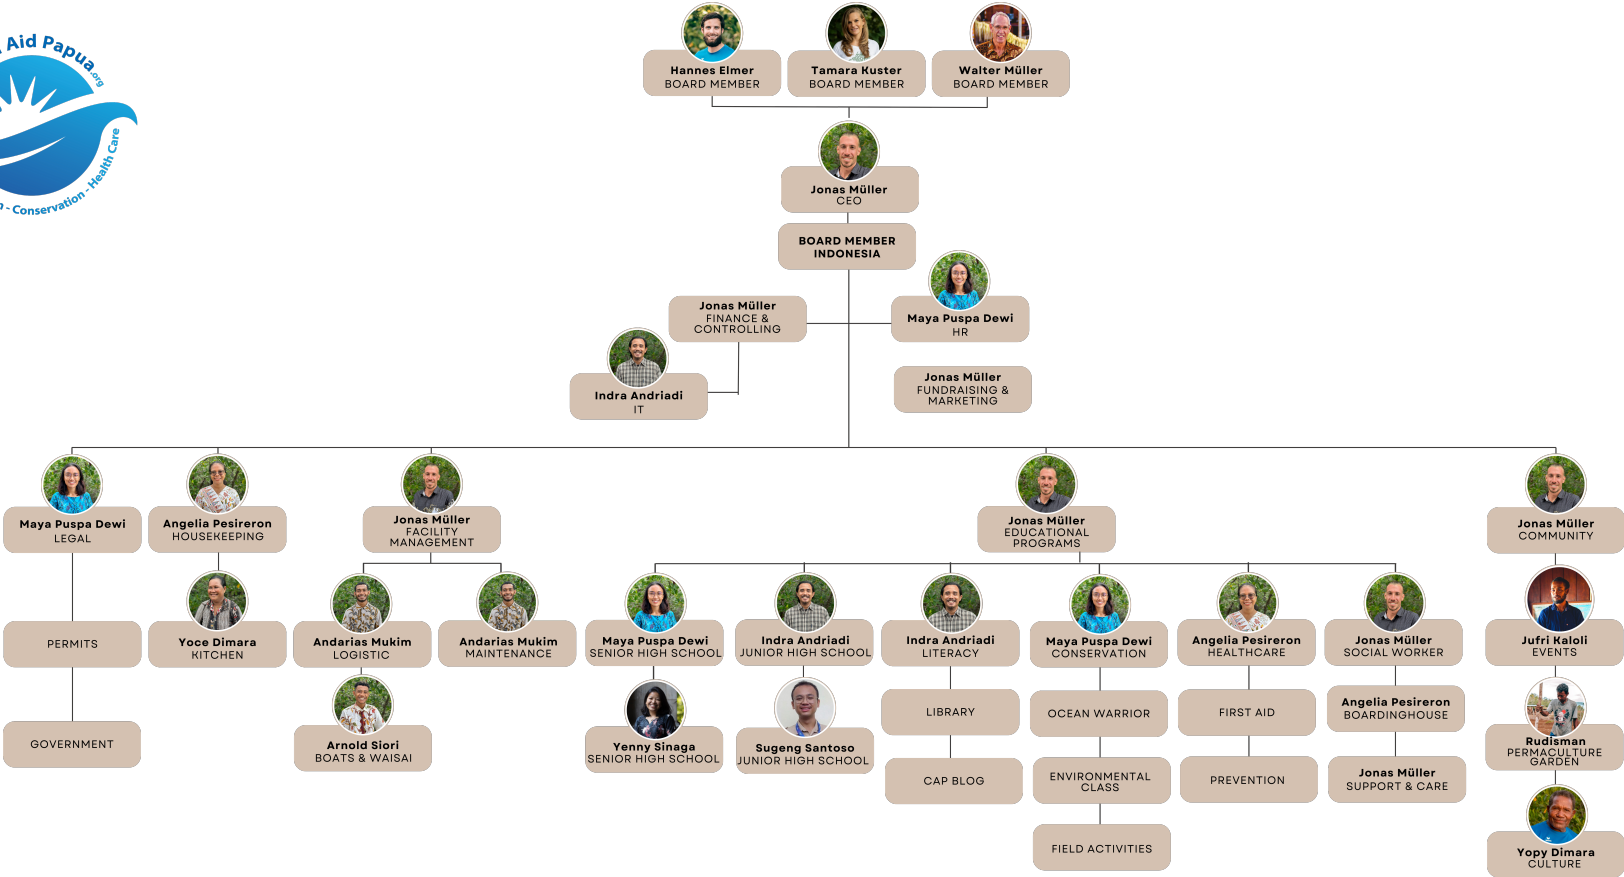 Aid Papua.org
- Conservation - Health Care
Hannes Elmer
BOARD MEMBER
Tamara Kuster
BOARD MEMBER
Walter Müller
BOARD MEMBER
Jonas Müller
CEO
BOARD MEMBER
INDONESIA
Jonas Müller
FINANCE &
CONTROLLING
Maya Puspa Dewi
HR
Indra Andriadi
IT
Jonas Müller
FUNDRAISING &
MARKETING
Maya Puspa Dewi
LEGAL
Angelia Pesireron
HOUSEKEEPING
Jonas Müller
FACILITY
MANAGEMENT
Jonas Müller
EDUCATIONAL
PROGRAMS
Jonas Müller
COMMUNITY
PERMITS
Yoce Dimara
KITCHEN
Andarias Mukim
LOGISTIC
Andarias Mukim
MAINTENANCE
Maya Puspa Dewi
SENIOR HIGH SCHOOL
Indra Andriadi
JUNIOR HIGH SCHOOL
Indra Andriadi
LITERACY
Maya Puspa Dewi
CONSERVATION
Angelia Pesireron
HEALTHCARE
Jonas Müller
SOCIAL WORKER
Jufri Kaloli
EVENTS
GOVERNMENT
Arnold Siori
BOATS & WAISAI
Yenny Sinaga
SENIOR HIGH SCHOOL
Sugeng Santoso
JUNIOR HIGH SCHOOL
LIBRARY
OCEAN WARRIOR
FIRST AID
Angelia Pesireron
BOARDINGHOUSE
Rudisman
PERMACULTURE
GARDEN
CAP BLOG
ENVIRONMENTAL
CLASS
PREVENTION
Jonas Müller
SUPPORT & CARE
FIELD ACTIVITIES
Yopy Dimara
CULTURE